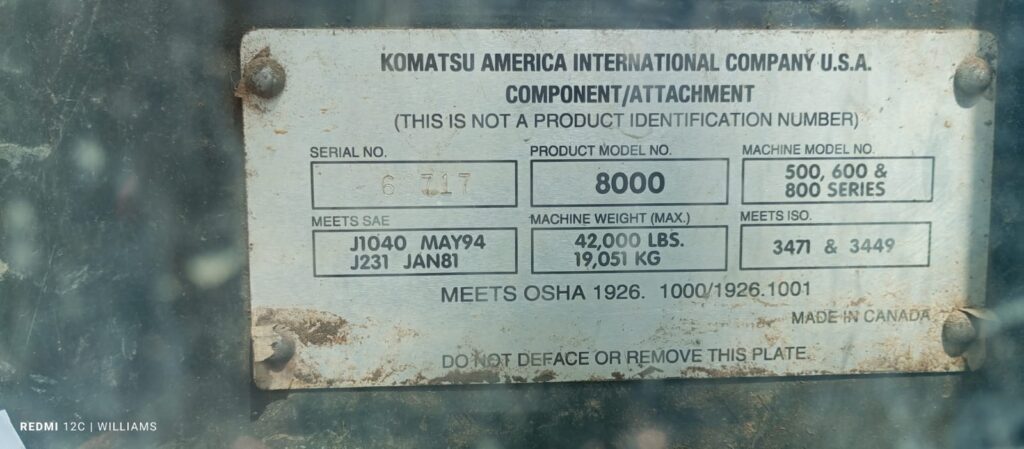 KOMATSU AMERICA INTERNATIONAL COMPANY U.S.A.
COMPONENT/ATTACHMENT
(THIS IS NOT A PRODUCT IDENTIFICATION NUMBER)
SERIAL NO.
6 717
PRODUCT MODEL NO.
8000
MACHINE MODEL NO.
500, 600 &
800 SERIES
MEETS SAE
J1040 MAY94
J231 JAN81
MACHINE WEIGHT (MAX.)
42,000 LBS.
19,051 KG
MEETS ISO.
3471 & 3449
MEETS OSHA 1926. 1000/1926.1001
MADE IN CANADA
DO NOT DEFACE OR REMOVE THIS PLATE.
REDMI 12C | WILLIAMS